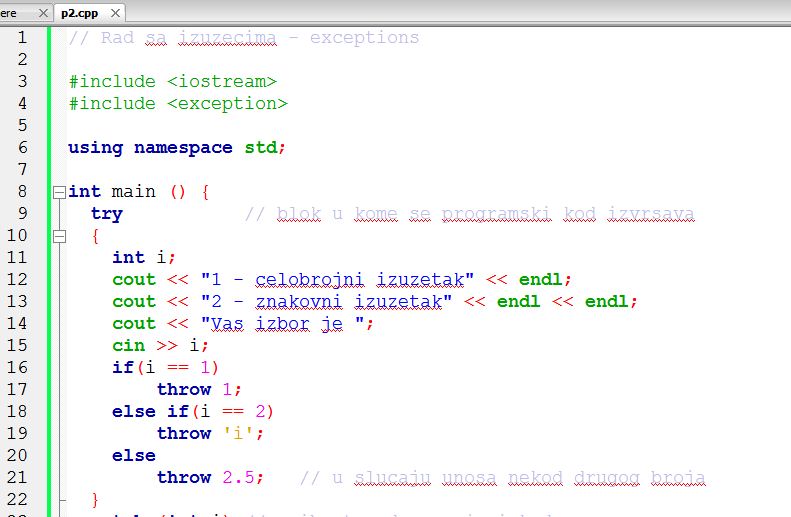 ere p2.cpp
1 // Rad sa izuzecima - exceptions
2
3 #include <iostream>
4 #include <exception>
5
6 using namespace std;
7
8 int main () {
9 try // blok u kome se programski kod izvrsava
10 {
11 int i;
12 cout << "1 - celobrojni izuzetak" << endl;
13 cout << "2 - znakovni izuzetak" << endl << endl;
14 cout << "Vas izbor je ";
15 cin >> i;
16 if(i == 1)
17 throw 1;
18 else if(i == 2)
19 throw 'i';
20 else
21 throw 2.5; // u slucaju unosa nekod drugog broja
22 }